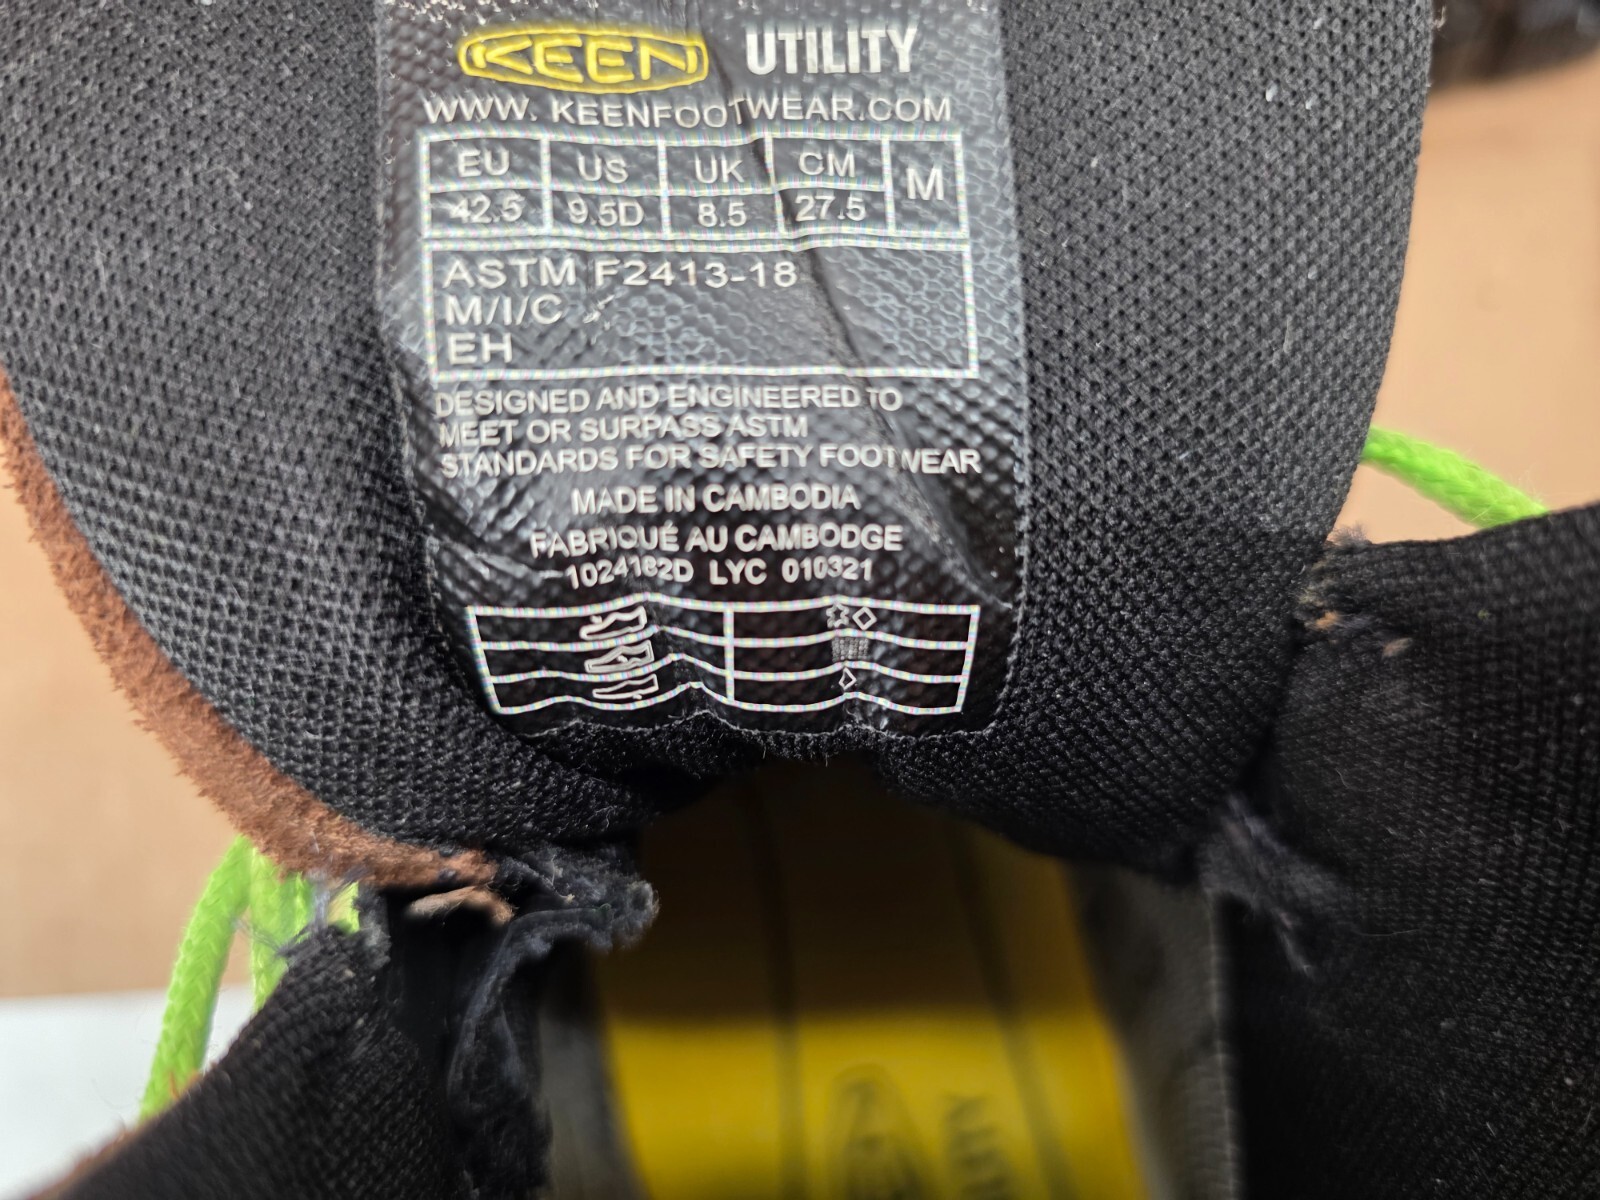 KEEN UTILITY
WWW. KEENFOOTWEAR.COM
EU US UK CM M
42.5 9.5D 8.5 27.5
ASTM F2413-18
M/I/C
EH
DESIGNED AND ENGINEERED TO
MEET OR SURPASS ASTM
STANDARDS FOR SAFETY FOOTWEAR
MADE IN CAMBODIA
FABRIQUÉ AU CAMBODGE
1024182D LYC 010321